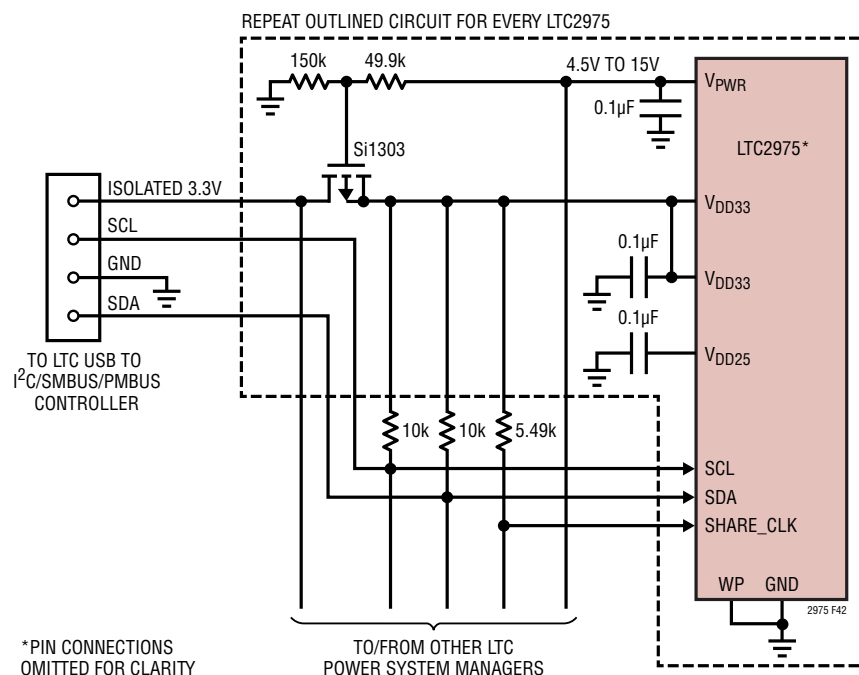 REPEAT OUTLINED CIRCUIT FOR EVERY LTC2975
150k
49.9k
4.5V TO 15V
VPWR
0.1µF
Si1303
LTC2975*
ISOLATED 3.3V
VDD33
SCL
0.1µF
GND
VDD33
SDA
0.1µF
VDD25
TO LTC USB TO
I2C/SMBUS/PMBUS
CONTROLLER
10k
10k
5.49k
SCL
SDA
SHARE_CLK
WP
GND
2975 F42
*PIN CONNECTIONS
OMITTED FOR CLARITY
TO/FROM OTHER LTC
POWER SYSTEM MANAGERS